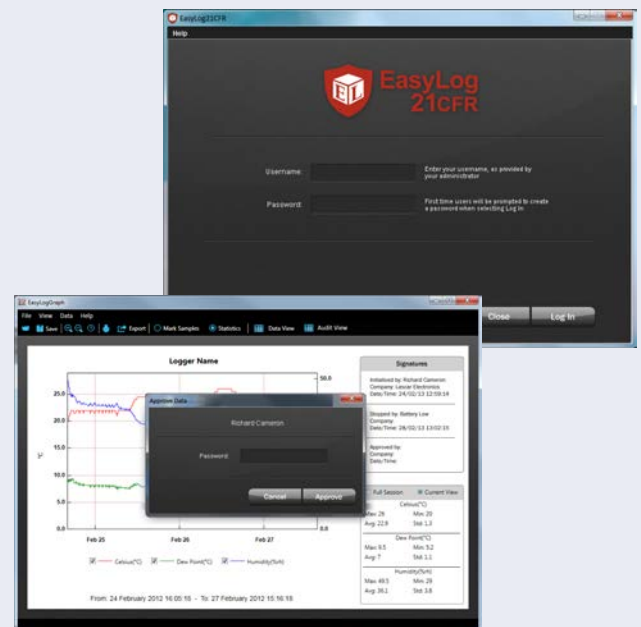 EasyLog21CFR
Help
EL
EasyLog
21CFR
Username:
Enter your username, as provided by
your administrator
Password:
First time users will be prompted to create
a password when selecting Log In
Close
Log In
EasyLogGraph
File View Data Help
Save Export Mark Samples Statistics Data View Audit View
Logger Name
25.0
20.0
15.0
10.0
5.0
0.0
°C
50.0
0.0
Feb 25
Feb 26
Feb 27
Celsius(°C) Dew Point(°C) Humidity(%rh)
From: 24 February 2012 16:05:16 - To: 27 February 2012 15:16:18
Approve Data
Richard Cameron
Password
Cancel
Approve
Signatures
Initialised by: Richard Cameron
Company: Lascar Electronics
Date/Time: 24/02/13 12:59:14
Stopped by: Battery Low
Company:
Date/Time: 28/02/13 13:02:15
Approved by:
Company:
Date/Time:
Full Session Current View
Celsius(°C)
Max: 26 Min: 20
Avg: 22.9 Std: 1.3
Dew Point(°C)
Max: 9.5 Min: 5.2
Avg: 7 Std: 1.1
Humidity(%rh)
Max: 49.5 Min: 29
Avg: 36.1 Std: 3.8